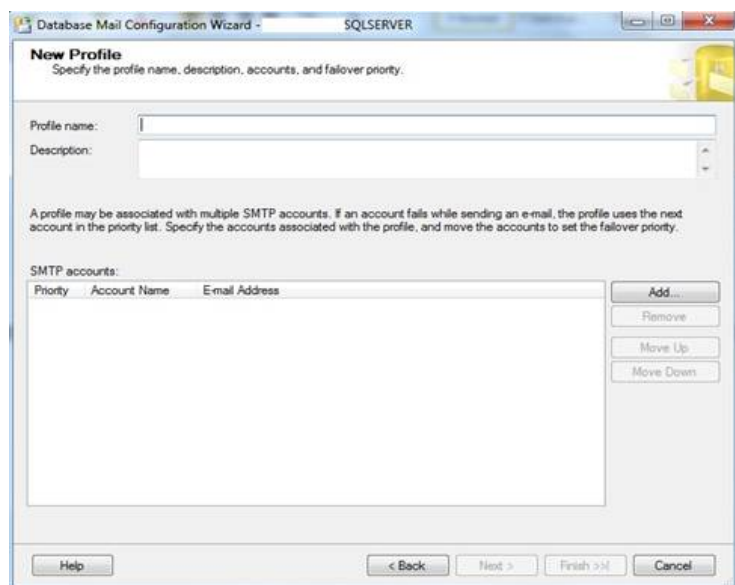 Database Mail Configuration Wizard - SQLSERVER
New Profile
Specify the profile name, description, accounts, and failover priority.
Profile name:
Description:
A profile may be associated with multiple SMTP accounts. If an account fails while sending an e-mail, the profile uses the next
account in the priority list. Specify the accounts associated with the profile, and move the accounts to set the failover priority.
SMTP accounts:
Priority Account Name E-mail Address
Add...
Remove
Move Up
Move Down
Help < Back Next > Finish >>| Cancel